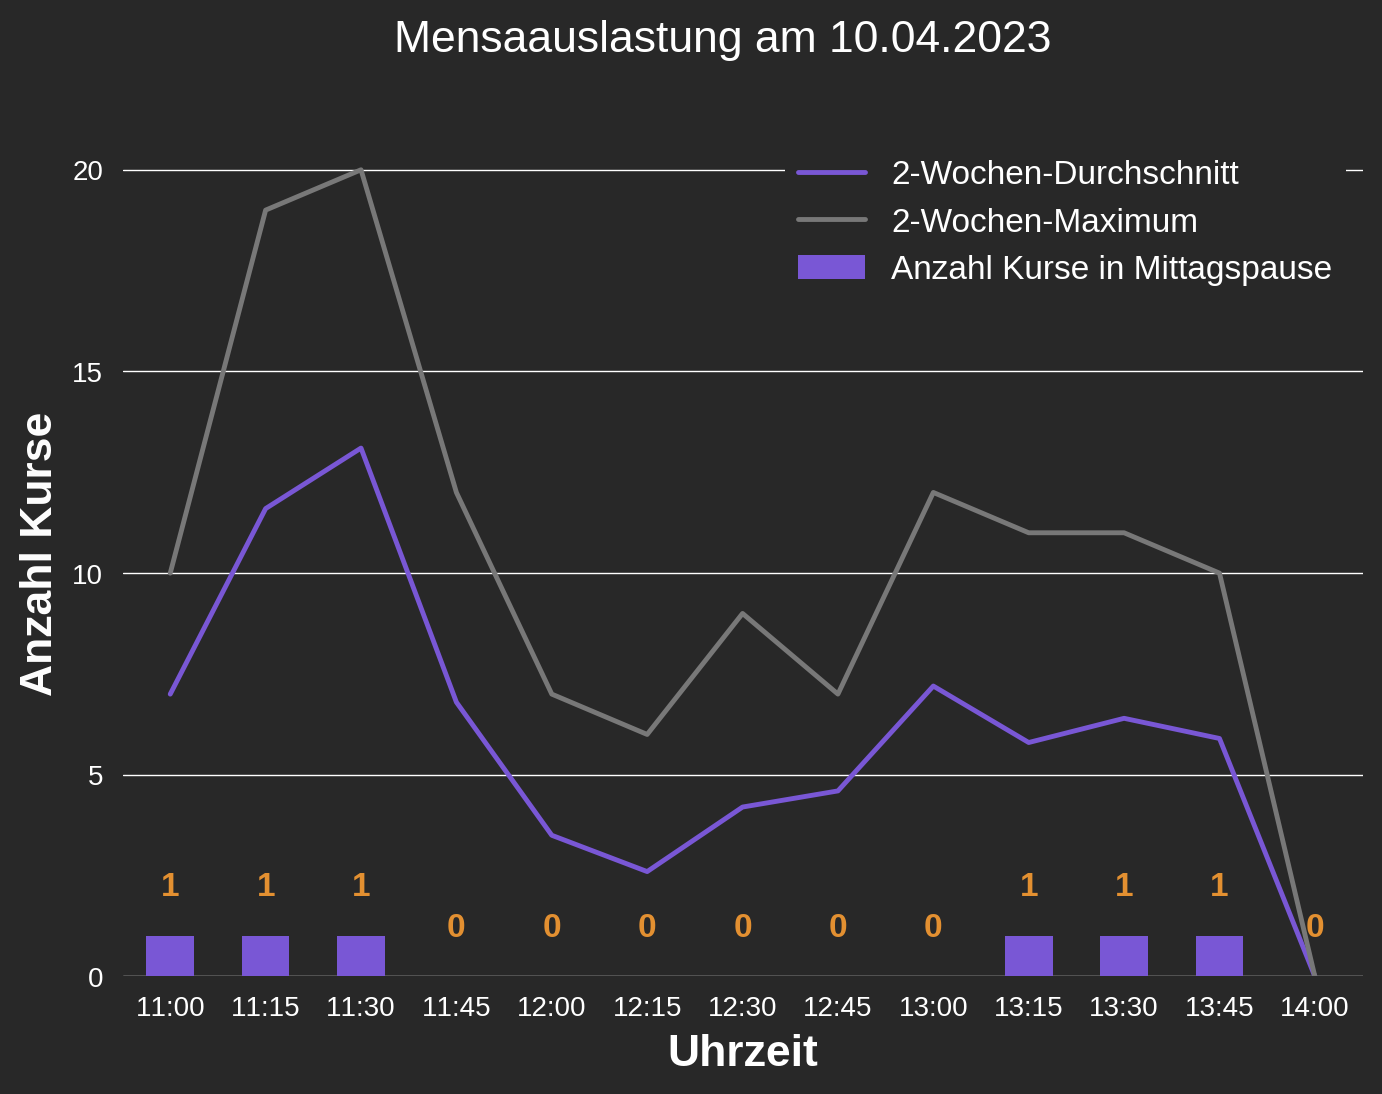 Mensaauslastung am 10.04.2023
2-Wochen-Durchschnitt
2-Wochen-Maximum
Anzahl Kurse in Mittagspause
Anzahl Kurse
20
15
10
5
0
1 1 1 0 0 0 0 0 0 1 1 1 0
11:00 11:15 11:30 11:45 12:00 12:15 12:30 12:45 13:00 13:15 13:30 13:45 14:00
Uhrzeit